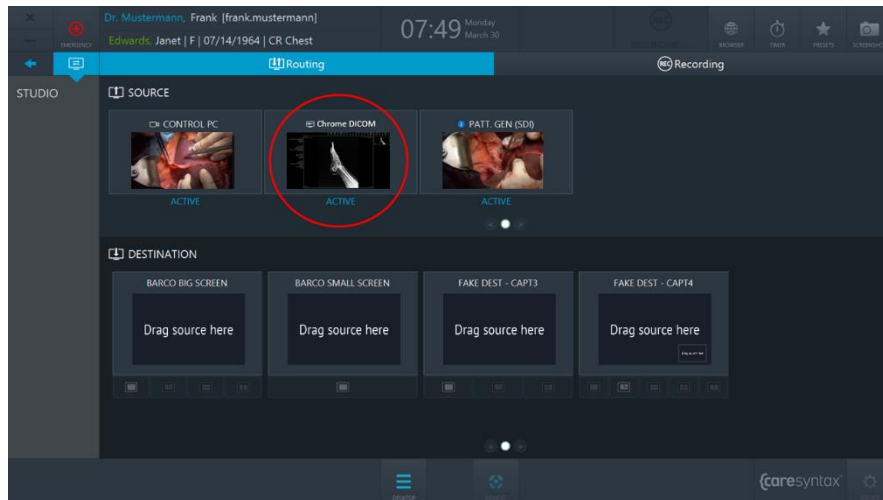 Dr. Mustermann, Frank [frank.mustermann]
Edwards, Janet | F | 07/14/1964 | CR Chest
07:49 Monday
March 30
EMERGENCY
BROWSER
TIMER
PRESETS
SCREENSHO
Routing
REC Recording
STUDIO
SOURCE
CONTROL PC
Chrome DICOM
PATT. GEN (SDI)
ACTIVE
ACTIVE
ACTIVE
DESTINATION
BARCO BIG SCREEN
BARCO SMALL SCREEN
FAKE DEST - CAPT3
FAKE DEST - CAPT4
Drag source here
Drag source here
Drag source here
Drag source here
DESKTOP
caresyntax